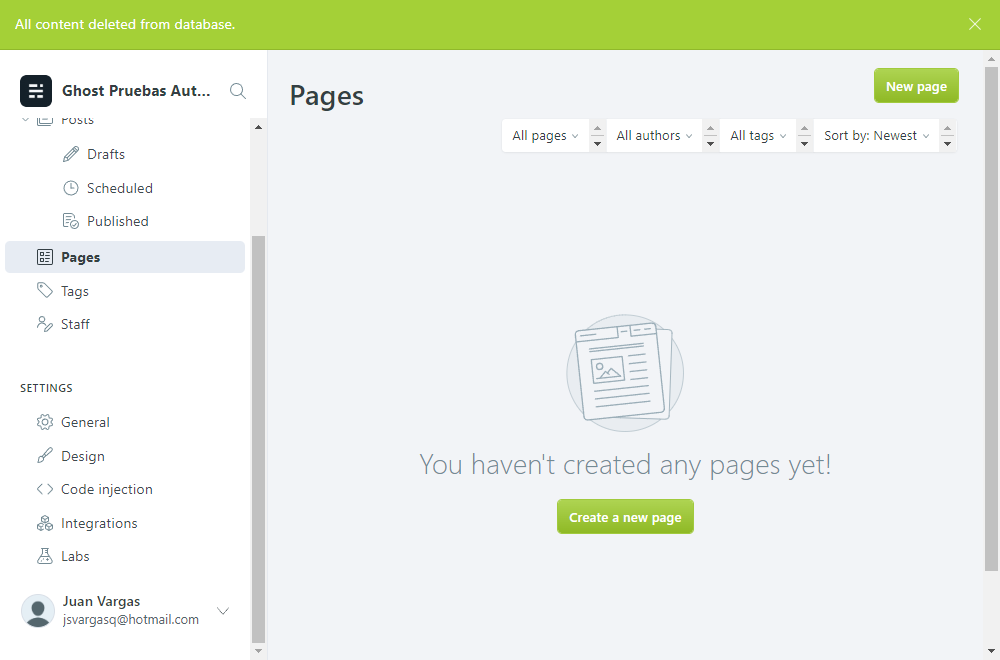 All content deleted from database.
Ghost Pruebas Aut...
Posts
Drafts
Scheduled
Published
Pages
Tags
Staff
SETTINGS
General
Design
Code injection
Integrations
Labs
Juan Vargas
jsvargasq@hotmail.com
Pages
New page
All pages
All authors
All tags
Sort by: Newest
You haven't created any pages yet!
Create a new page